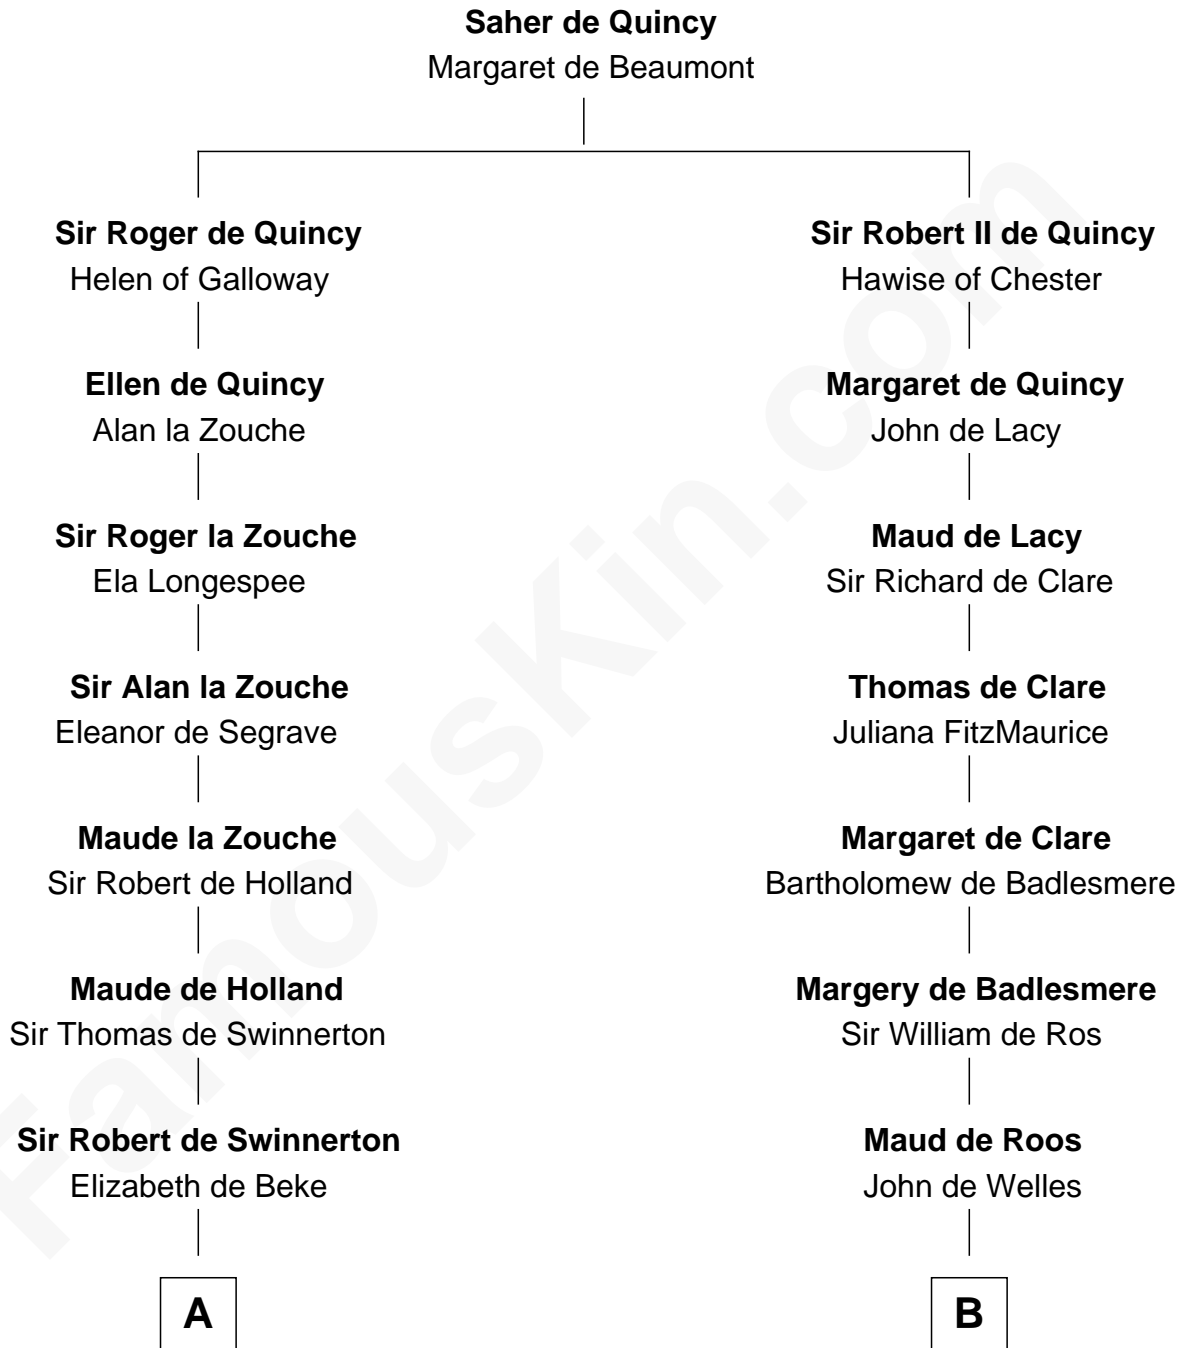 Saher de Quincy
Margaret de Beaumont
Sir Roger de Quincy
Helen of Galloway
Sir Robert II de Quincy
Hawise of Chester
Ellen de Quincy
Alan la Zouche
Margaret de Quincy
John de Lacy
Sir Roger la Zouche
Ela Longespee
Maud de Lacy
Sir Richard de Clare
Sir Alan la Zouche
Eleanor de Segrave
Thomas de Clare
Juliana FitzMaurice
Maude la Zouche
Sir Robert de Holland
Margaret de Clare
Bartholomew de Badlesmere
Maude de Holland
Sir Thomas de Swinnerton
Margery de Badlesmere
Sir William de Ros
Sir Robert de Swinnerton
Elizabeth de Beke
Maud de Roos
John de Welles
A
B
FamousKin.com